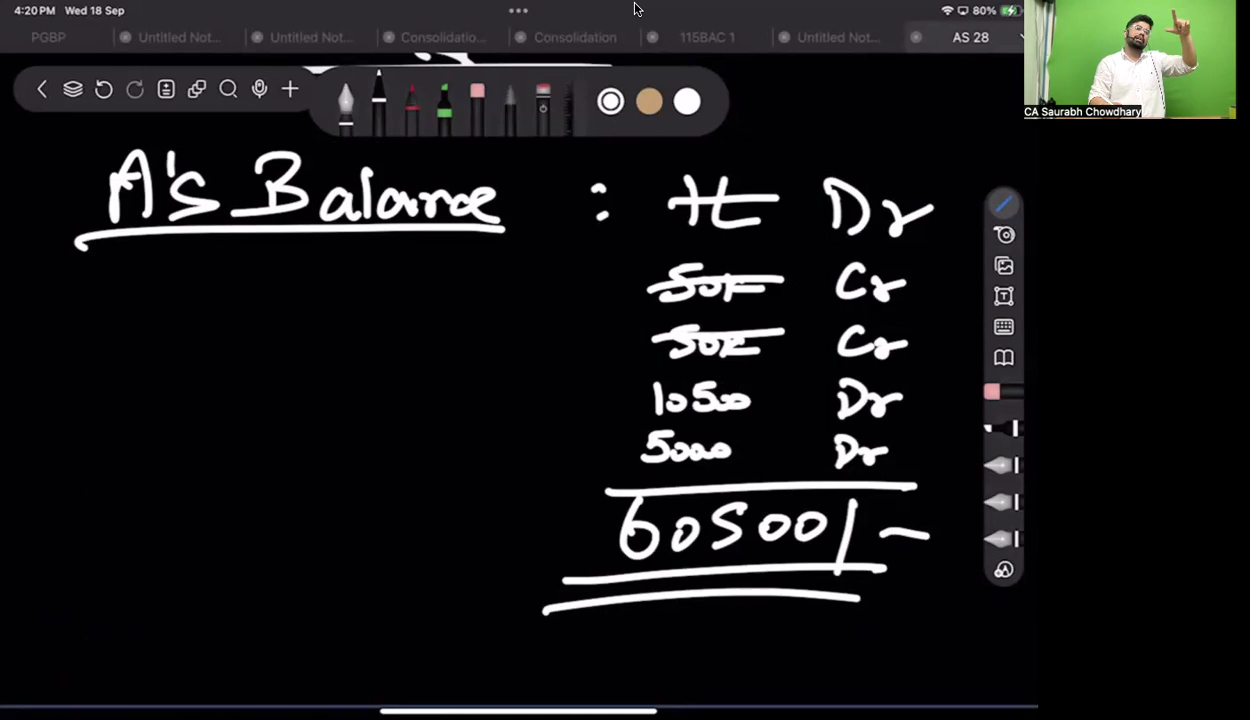 4:20 PM Wed 18 Sep
80%
PGBP
Untitled Not...
Untitled Not...
Consolidatio...
Consolidation
115BAC 1
Untitled Not...
AS 28
CA Saurabh Chowdhary
A's Balance : 1L Dr
50K Cr
50K Cr
10500 Dr
5000 Dr
60500/-